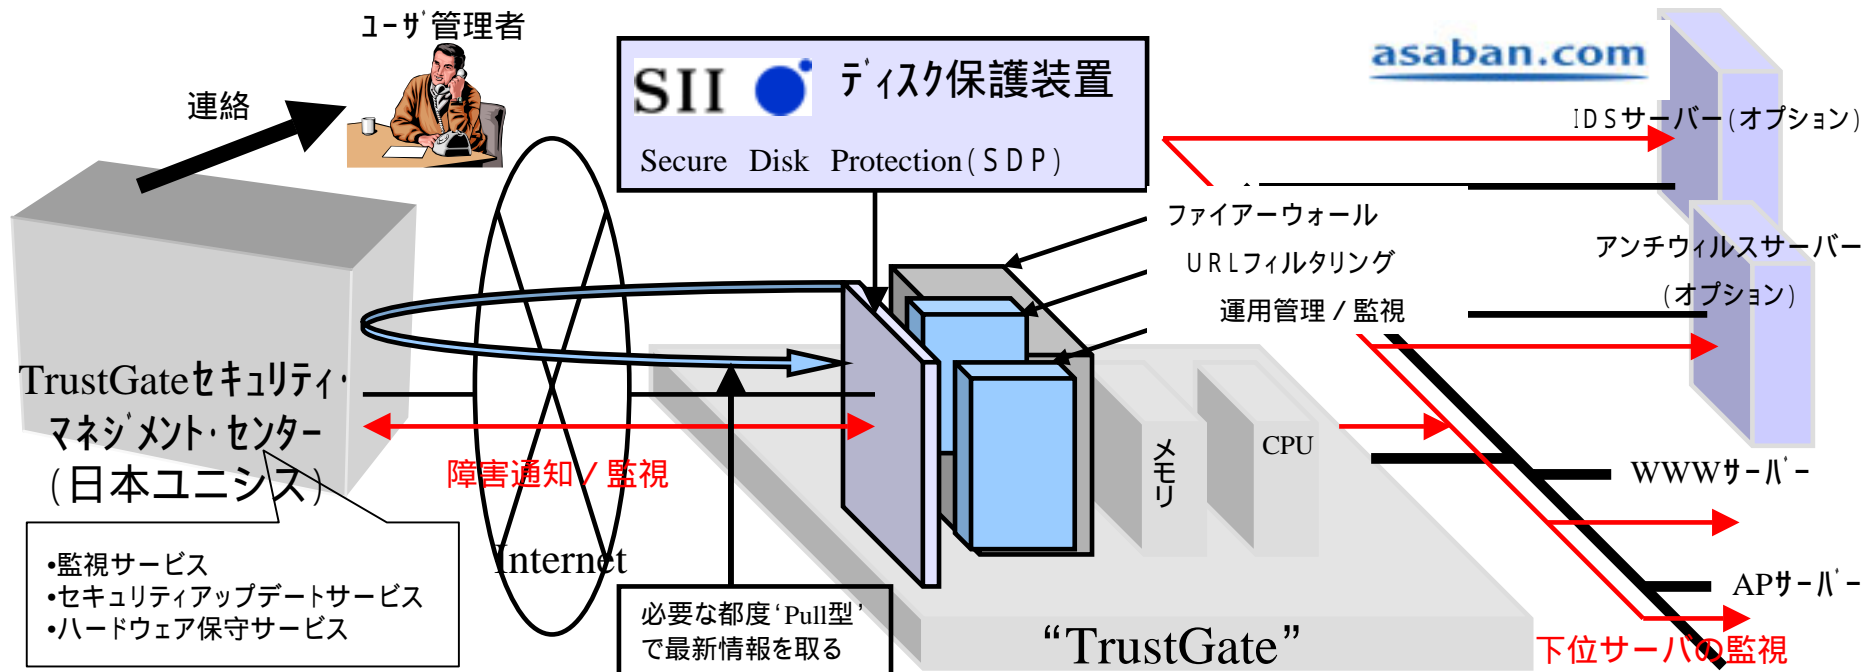 ユーザ管理者
連絡
SII
ディスク保護装置
Secure Disk Protection(SDP)
asaban.com
IDSサーバー(オプション)
ファイアーウォール
URLフィルタリング
運用管理/監視
アンチウィルスサーバー
(オプション)
TrustGateセキュリティ・
マネジメント・センター
(日本ユニシス)
障害通知/監視
Internet
メモリ
CPU
WWWサーバー
APサーバー
・監視サービス
・セキュリティアップデートサービス
・ハードウェア保守サービス
必要な都度‘Pull型’
で最新情報を取る
“TrustGate”
下位サーバの監視